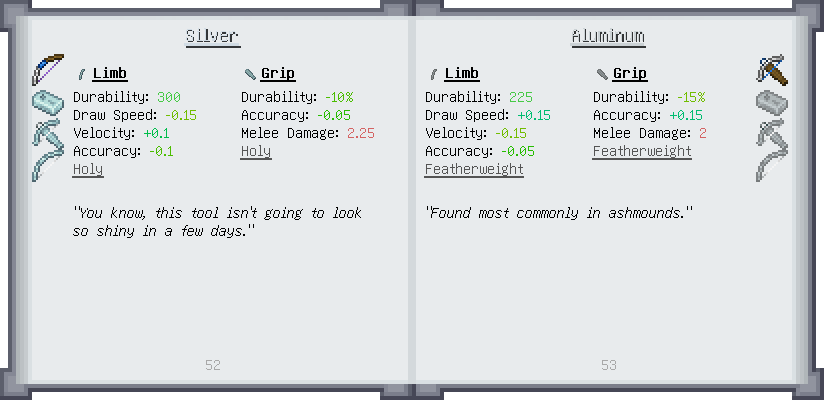 Silver
Limb
Durability: 300
Draw Speed: -0.15
Velocity: +0.1
Accuracy: -0.1
Holy
Grip
Durability: -10%
Accuracy: -0.05
Melee Damage: 2.25
Holy
"You know, this tool isn't going to look
so shiny in a few days."
52
Aluminum
Limb
Durability: 225
Draw Speed: +0.15
Velocity: -0.15
Accuracy: -0.05
Featherweight
Grip
Durability: -15%
Accuracy: +0.15
Melee Damage: 2
Featherweight
"Found most commonly in ashmounds."
53